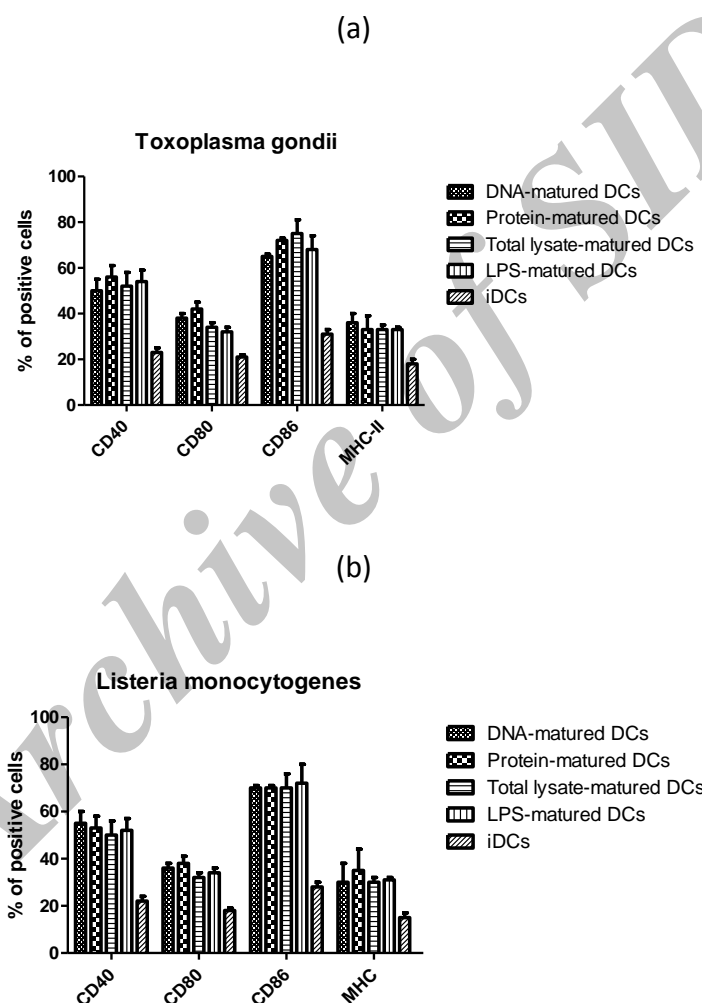 (a)
Toxoplasma gondii
100
80
60
40
20
0
% of positive cells
CD40
CD80
CD86
MHC-II
DNA-matured DCs
Protein-matured DCs
Total lysate-matured DCs
LPS-matured DCs
iDCs
(b)
Listeria monocytogenes
100
80
60
40
20
0
% of positive cells
CD40
CD80
CD86
MHC
DNA-matured DCs
Protein-matured DCs
Total lysate-matured DCs
LPS-matured DCs
iDCs
Archive of SID